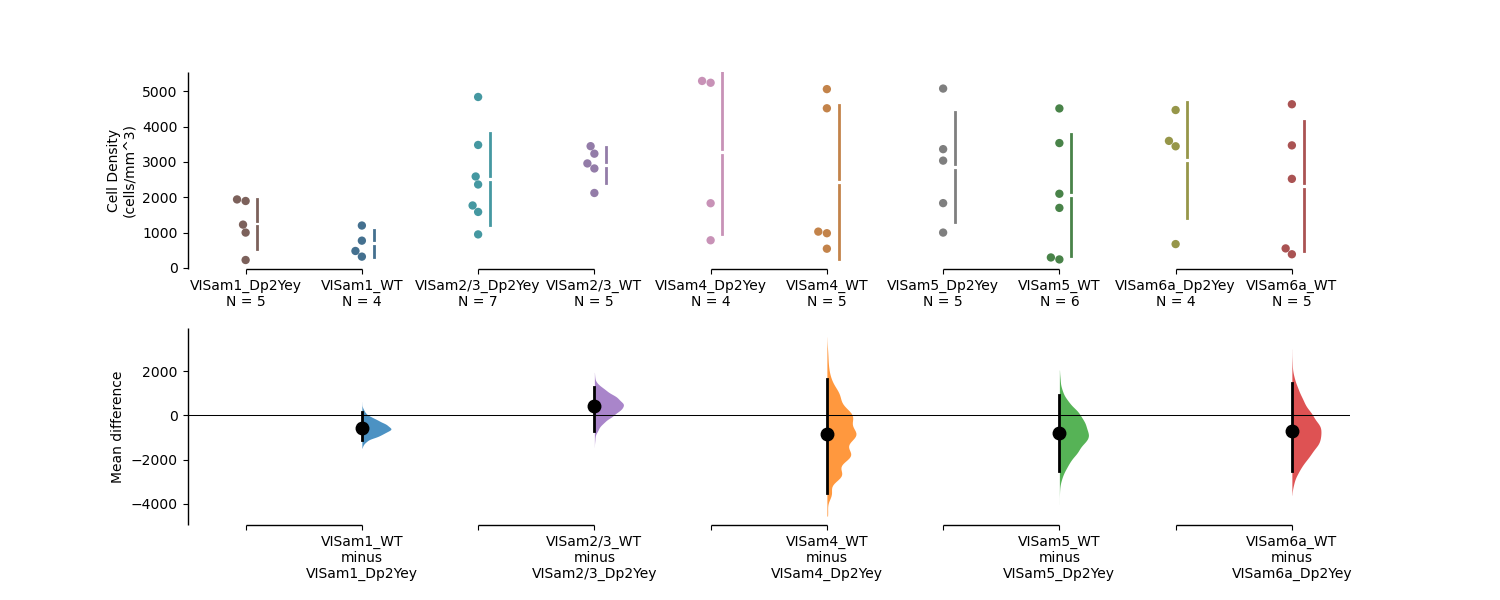 Cell Density
(cells/mm^3)
5000
4000
3000
2000
1000
0
VISam1_Dp2Yey
N = 5
VISam1_WT
N = 4
VISam2/3_Dp2Yey
N = 7
VISam2/3_WT
N = 5
VISam4_Dp2Yey
N = 4
VISam4_WT
N = 5
VISam5_Dp2Yey
N = 5
VISam5_WT
N = 6
VISam6a_Dp2Yey
N = 4
VISam6a_WT
N = 5
Mean difference
2000
0
−2000
−4000
VISam1_WT
minus
VISam1_Dp2Yey
VISam2/3_WT
minus
VISam2/3_Dp2Yey
VISam4_WT
minus
VISam4_Dp2Yey
VISam5_WT
minus
VISam5_Dp2Yey
VISam6a_WT
minus
VISam6a_Dp2Yey